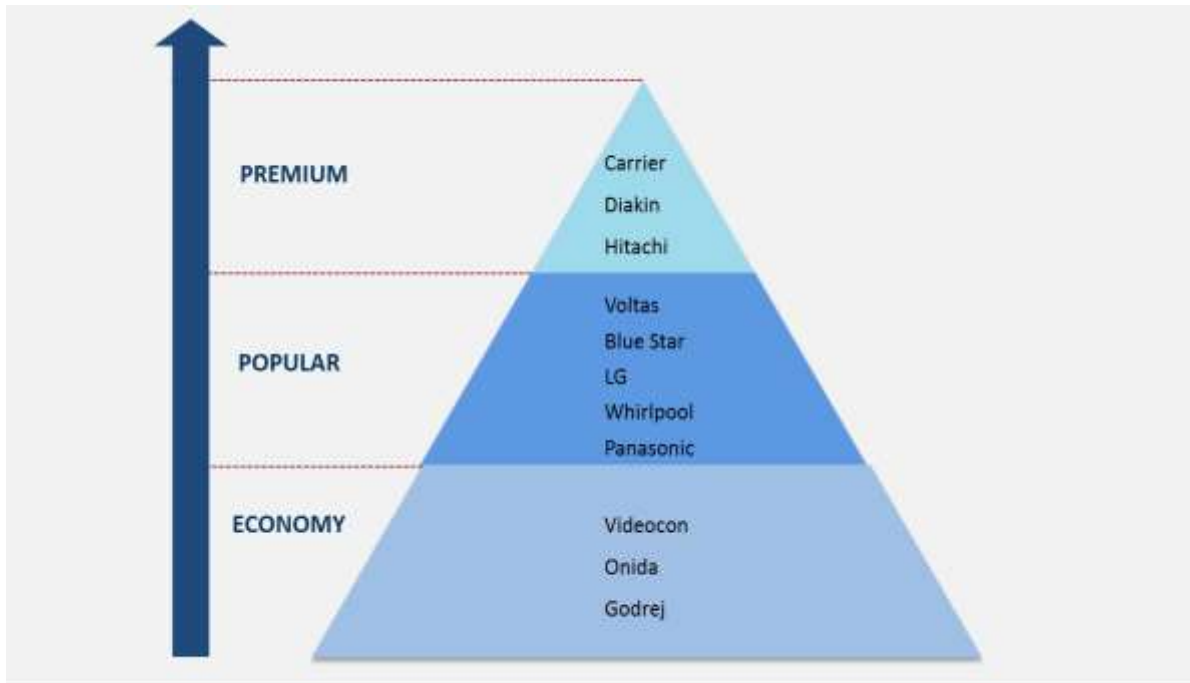 PREMIUM
Carrier
Diakin
Hitachi
POPULAR
Voltas
Blue Star
LG
Whirlpool
Panasonic
ECONOMY
Videocon
Onida
Godrej